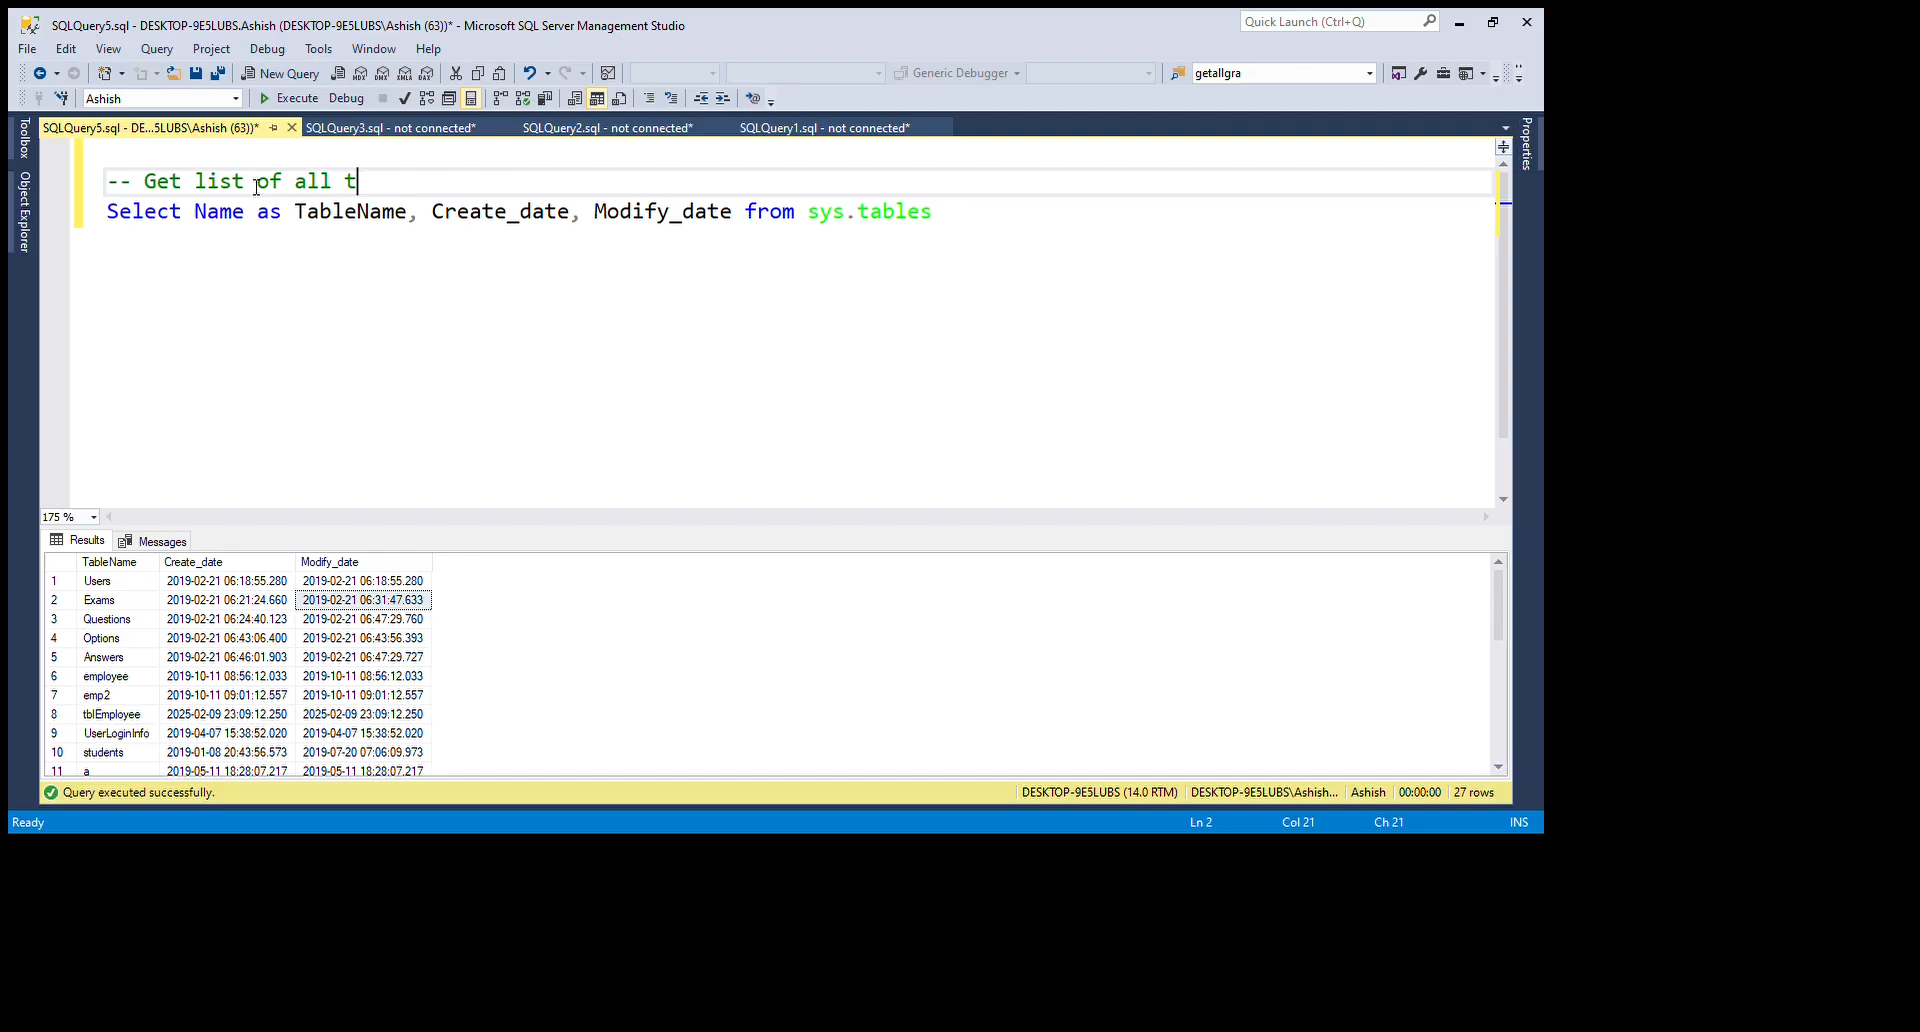 SQLQuery5.sql - DESKTOP-9E5LUBS.Ashish (DESKTOP-9E5LUBS\Ashish (63))* - Microsoft SQL Server Management Studio
Quick Launch (Ctrl+Q)
File Edit View Query Project Debug Tools Window Help
New Query MDX DMX XMLA DAX Generic Debugger getallgra
Ashish Execute Debug
SQLQuery5.sql - DE...5LUBS\Ashish (63))* SQLQuery3.sql - not connected* SQLQuery2.sql - not connected* SQLQuery1.sql - not connected*
Toolbox
Object Explorer
Properties
-- Get list of all t
Select Name as TableName, Create_date, Modify_date from sys.tables
175 %
Results Messages
TableName Create_date Modify_date
1 Users 2019-02-21 06:18:55.280 2019-02-21 06:18:55.280
2 Exams 2019-02-21 06:21:24.660 2019-02-21 06:31:47.633
3 Questions 2019-02-21 06:24:40.123 2019-02-21 06:47:29.760
4 Options 2019-02-21 06:43:06.400 2019-02-21 06:43:56.393
5 Answers 2019-02-21 06:46:01.903 2019-02-21 06:47:29.727
6 employee 2019-10-11 08:56:12.033 2019-10-11 08:56:12.033
7 emp2 2019-10-11 09:01:12.557 2019-10-11 09:01:12.557
8 tblEmployee 2025-02-09 23:09:12.250 2025-02-09 23:09:12.250
9 UserLoginInfo 2019-04-07 15:38:52.020 2019-04-07 15:38:52.020
10 students 2019-01-08 20:43:56.573 2019-07-20 07:06:09.973
11 a 2019-05-11 18:28:07.217 2019-05-11 18:28:07.217
Query executed successfully. DESKTOP-9E5LUBS (14.0 RTM) DESKTOP-9E5LUBS\Ashish... Ashish 00:00:00 27 rows
Ready Ln 2 Col 21 Ch 21 INS